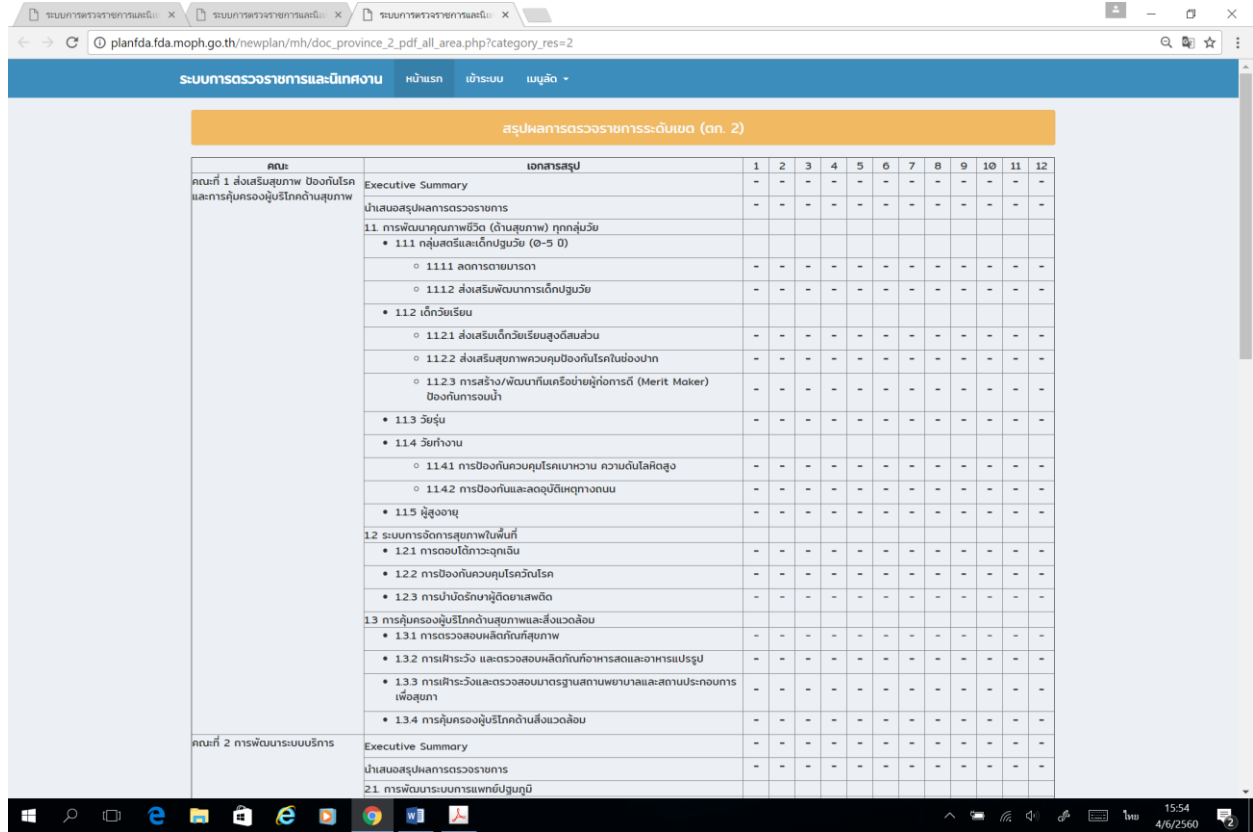 ระบบการตรวจราชการและนิเ × ระบบการตรวจราชการและนิเ × ระบบการตรวจราชการและนิเ ×
planfda.fda.moph.go.th/newplan/mh/doc_province_2_pdf_all_area.php?category_res=2
ระบบการตรวจราชการและนิเทศงาน หน้าแรก เข้าระบบ เมนูลัด
สรุปผลการตรวจราชการระดับเขต (ตก. 2)
คณะ เอกสารสรุป 1 2 3 4 5 6 7 8 9 10 11 12
คณะที่ 1 ส่งเสริมสุขภาพ ป้องกันโรค
และการคุ้มครองผู้บริโภคด้านสุขภาพ
Executive Summary - - - - - - - - - - - -
นำเสนอสรุปผลการตรวจราชการ - - - - - - - - - - - -
1.1. การพัฒนาคุณภาพชีวิต (ด้านสุขภาพ) ทุกกลุ่มวัย
• 1.1.1 กลุ่มสตรีและเด็กปฐมวัย (0-5 ปี)
○ 1.1.1.1 ลดการตายมารดา - - - - - - - - - - - -
○ 1.1.1.2 ส่งเสริมพัฒนาการเด็กปฐมวัย - - - - - - - - - - - -
• 1.1.2 เด็กวัยเรียน
○ 1.1.2.1 ส่งเสริมเด็กวัยเรียนสูงดีสมส่วน - - - - - - - - - - - -
○ 1.1.2.2 ส่งเสริมสุขภาพควบคุมป้องกันโรคในช่องปาก - - - - - - - - - - - -
○ 1.1.2.3 การสร้าง/พัฒนาทีมเครือข่ายผู้ก่อการดี (Merit Maker)
ป้องกันการจมน้ำ - - - - - - - - - - - -
• 1.1.3 วัยรุ่น - - - - - - - - - - - -
• 1.1.4 วัยทำงาน
○ 1.1.4.1 การป้องกันควบคุมโรคเบาหวาน ความดันโลหิตสูง - - - - - - - - - - - -
○ 1.1.4.2 การป้องกันและลดอุบัติเหตุทางถนน - - - - - - - - - - - -
• 1.1.5 ผู้สูงอายุ - - - - - - - - - - - -
1.2 ระบบการจัดการสุขภาพในพื้นที่
• 1.2.1 การตอบโต้ภาวะฉุกเฉิน - - - - - - - - - - - -
• 1.2.2 การป้องกันควบคุมโรควัณโรค - - - - - - - - - - - -
• 1.2.3 การบำบัดรักษาผู้ติดยาเสพติด - - - - - - - - - - - -
1.3 การคุ้มครองผู้บริโภคด้านสุขภาพและสิ่งแวดล้อม
• 1.3.1 การตรวจสอบผลิตภัณฑ์สุขภาพ - - - - - - - - - - - -
• 1.3.2 การเฝ้าระวัง และตรวจสอบผลิตภัณฑ์อาหารสดและอาหารแปรรูป - - - - - - - - - - - -
• 1.3.3 การเฝ้าระวังและตรวจสอบมาตรฐานสถานพยาบาลและสถานประกอบการ
เพื่อสุขภา - - - - - - - - - - - -
• 1.3.4 การคุ้มครองผู้บริโภคด้านสิ่งแวดล้อม - - - - - - - - - - - -
คณะที่ 2 การพัฒนาระบบบริการ Executive Summary - - - - - - - - - - - -
นำเสนอสรุปผลการตรวจราชการ - - - - - - - - - - - -
2.1. การพัฒนาระบบการแพทย์ปฐมภูมิ
ไทย
15:54
4/6/2560
2